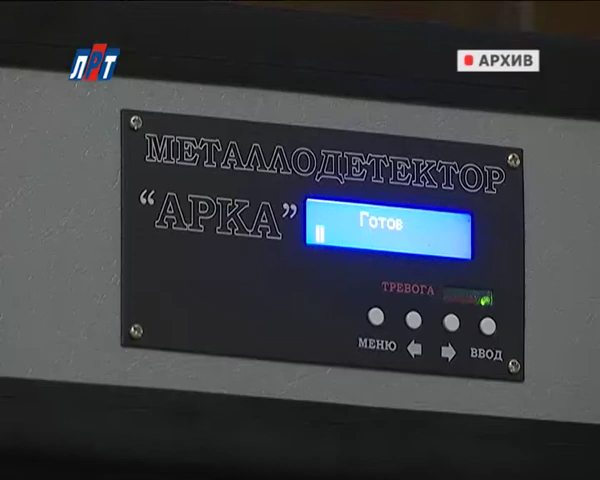 ЛРТ
АРХИВ
МЕТАЛЛОДЕТЕКТОР
“АРКА”
Готов
ТРЕВОГА
МЕНЮ
ВВОД